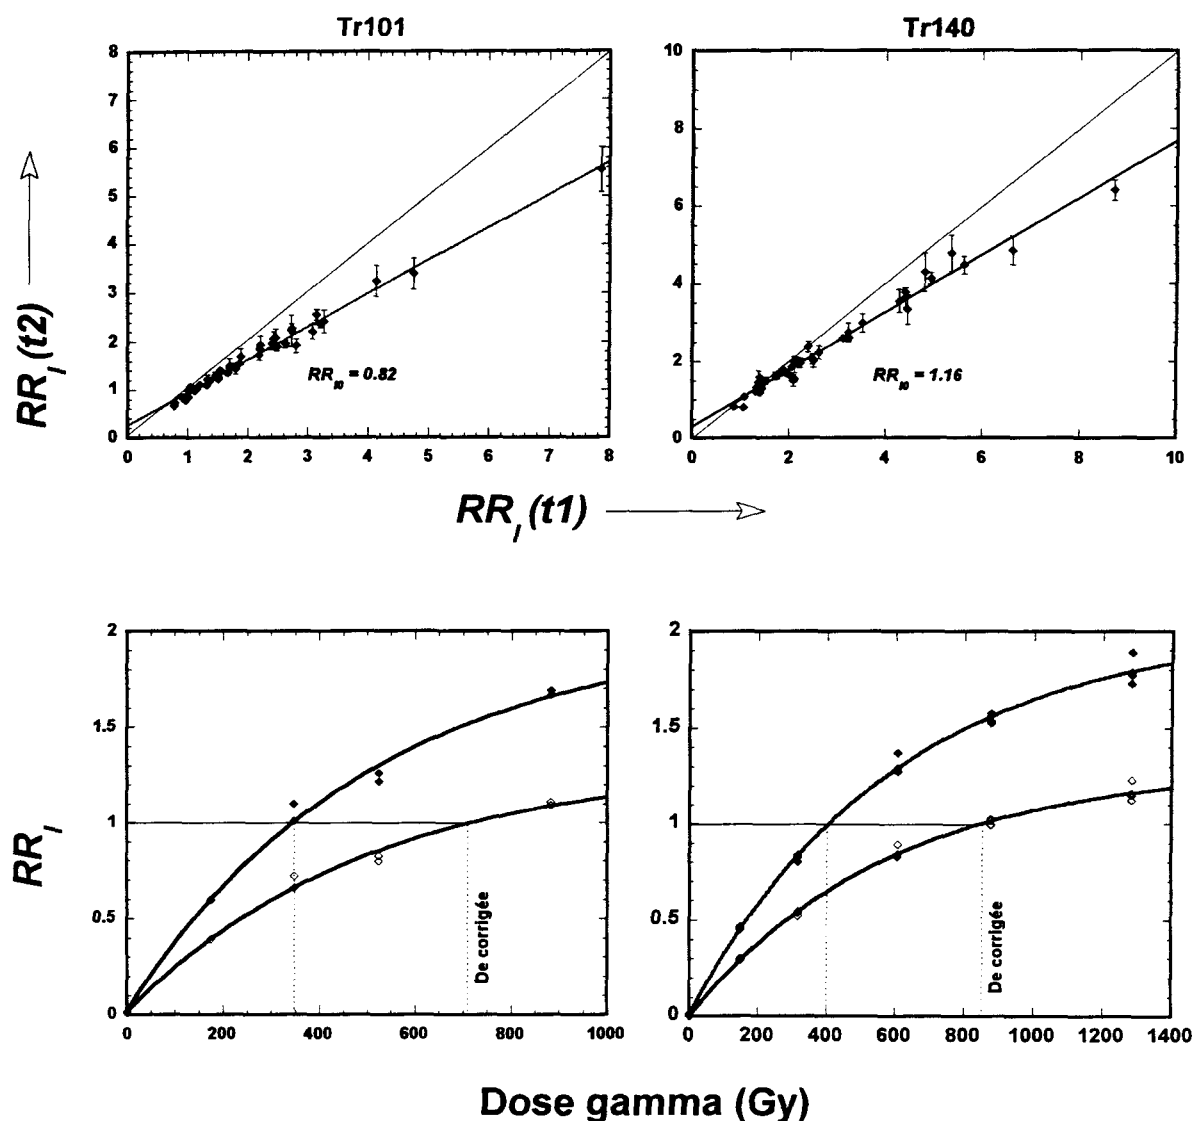 Tr101
Tr140
8
7
6
5
4
3
2
1
0
0 1 2 3 4 5 6 7 8
RR_I0 = 0.82
10
8
6
4
2
0
0 2 4 6 8 10
RR_I0 = 1.16
RR_I (t2)
RR_I (t1)
2
1.5
1
0.5
0
0 200 400 600 800 1000
De corrigée
2
1.5
1
0.5
0
0 200 400 600 800 1000 1200 1400
De corrigée
RR_I
Dose gamma (Gy)